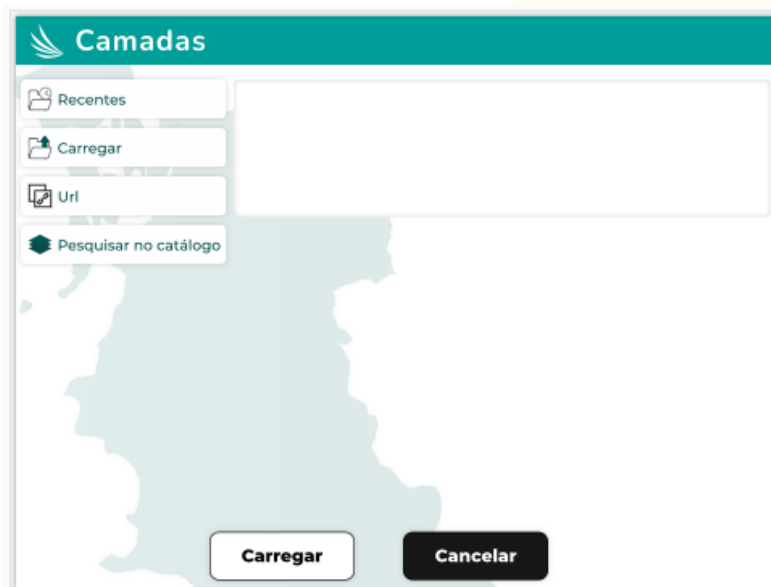 Camadas
Recentes
Carregar
Url
Pesquisar no catálogo
Carregar
Cancelar